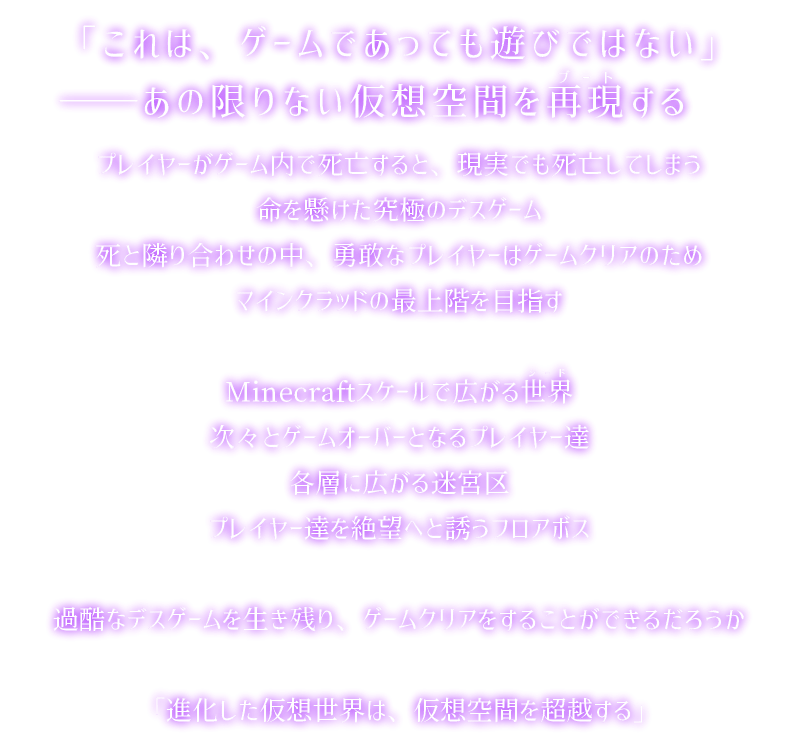 「これは、ゲームであっても遊びではない」
――あの限りない仮想空間を再現する
プレイヤーがゲーム内で死亡すると、現実でも死亡してしまう
命を懸けた究極のデスゲーム
死と隣り合わせの中、勇敢なプレイヤーはゲームクリアのため
マインクラッドの最上階を目指す
Minecraftスケールで広がる世界
次々とゲームオーバーとなるプレイヤー達
各層に広がる迷宮区
プレイヤー達を絶望へと誘うフロアボス
過酷なデスゲームを生き残り、ゲームクリアをすることができるだろうか
「進化した仮想世界は、仮想空間を超越する」